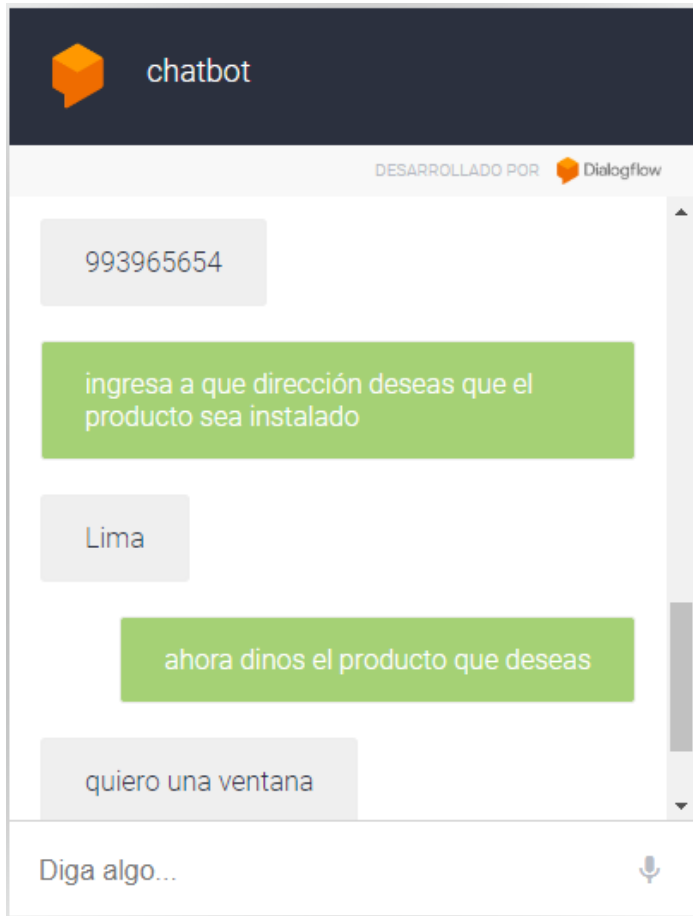 chatbot
DESARROLLADO POR Dialogflow
993965654
ingresa a que dirección deseas que el
producto sea instalado
Lima
ahora dinos el producto que deseas
quiero una ventana
Diga algo...